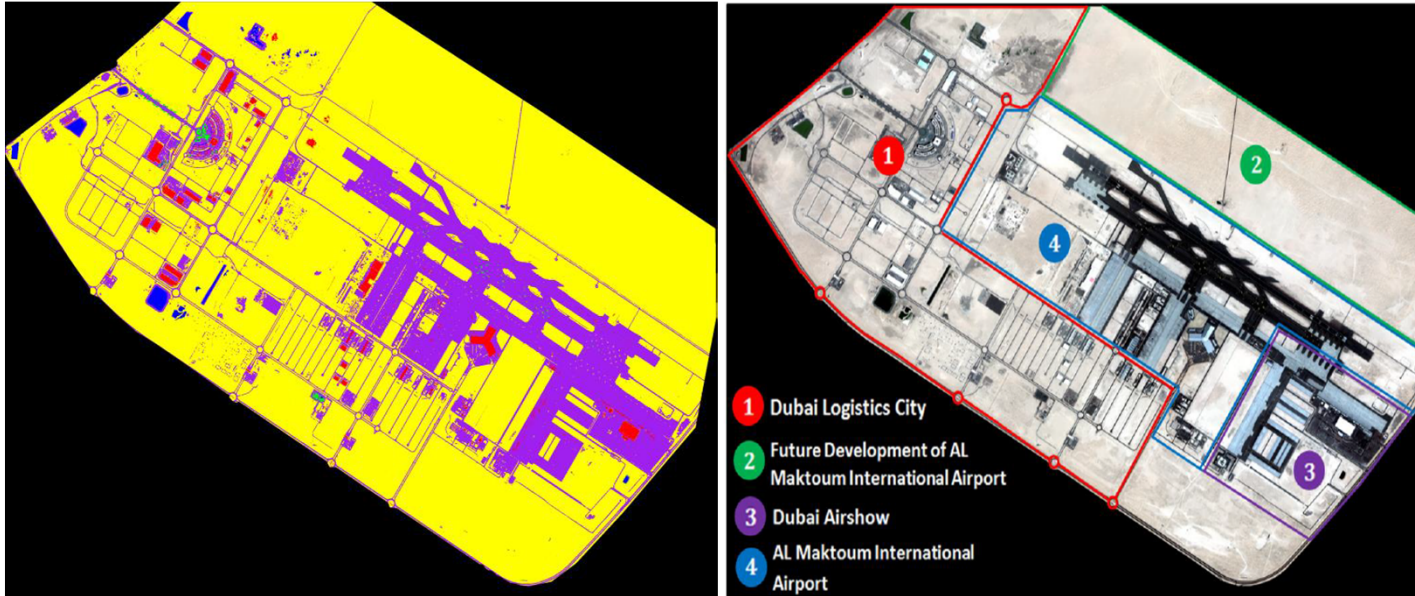 1
2
4
3
1 Dubai Logistics City
2 Future Development of AL
Maktoum International Airport
3 Dubai Airshow
4 AL Maktoum International
Airport